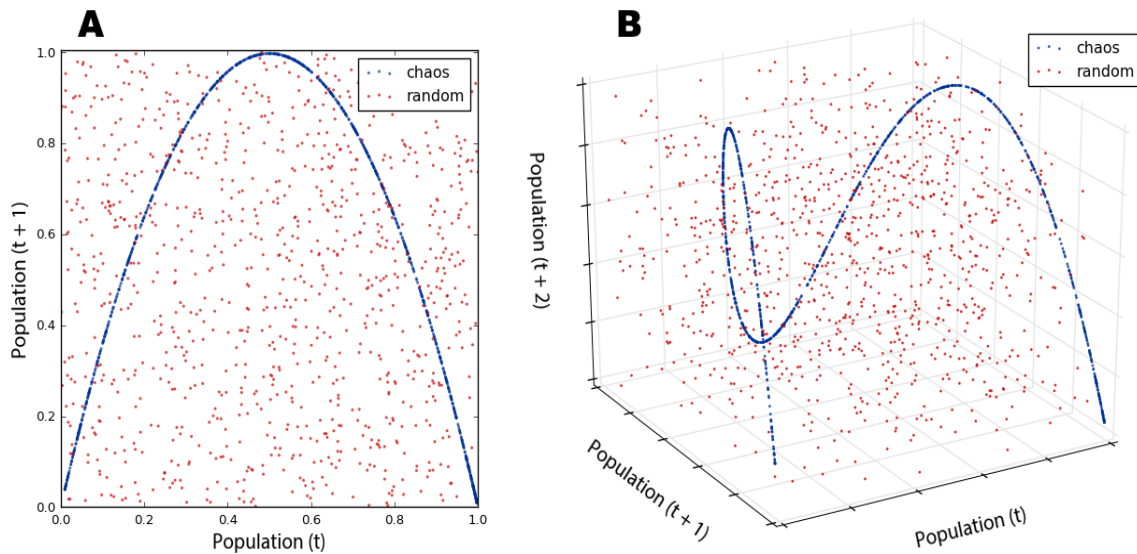 A
chaos
random
1.0
0.8
0.6
0.4
0.2
0.0
0.0
0.2
0.4
0.6
0.8
1.0
Population (t + 1)
Population (t)
B
chaos
random
Population (t + 2)
Population (t + 1)
Population (t)